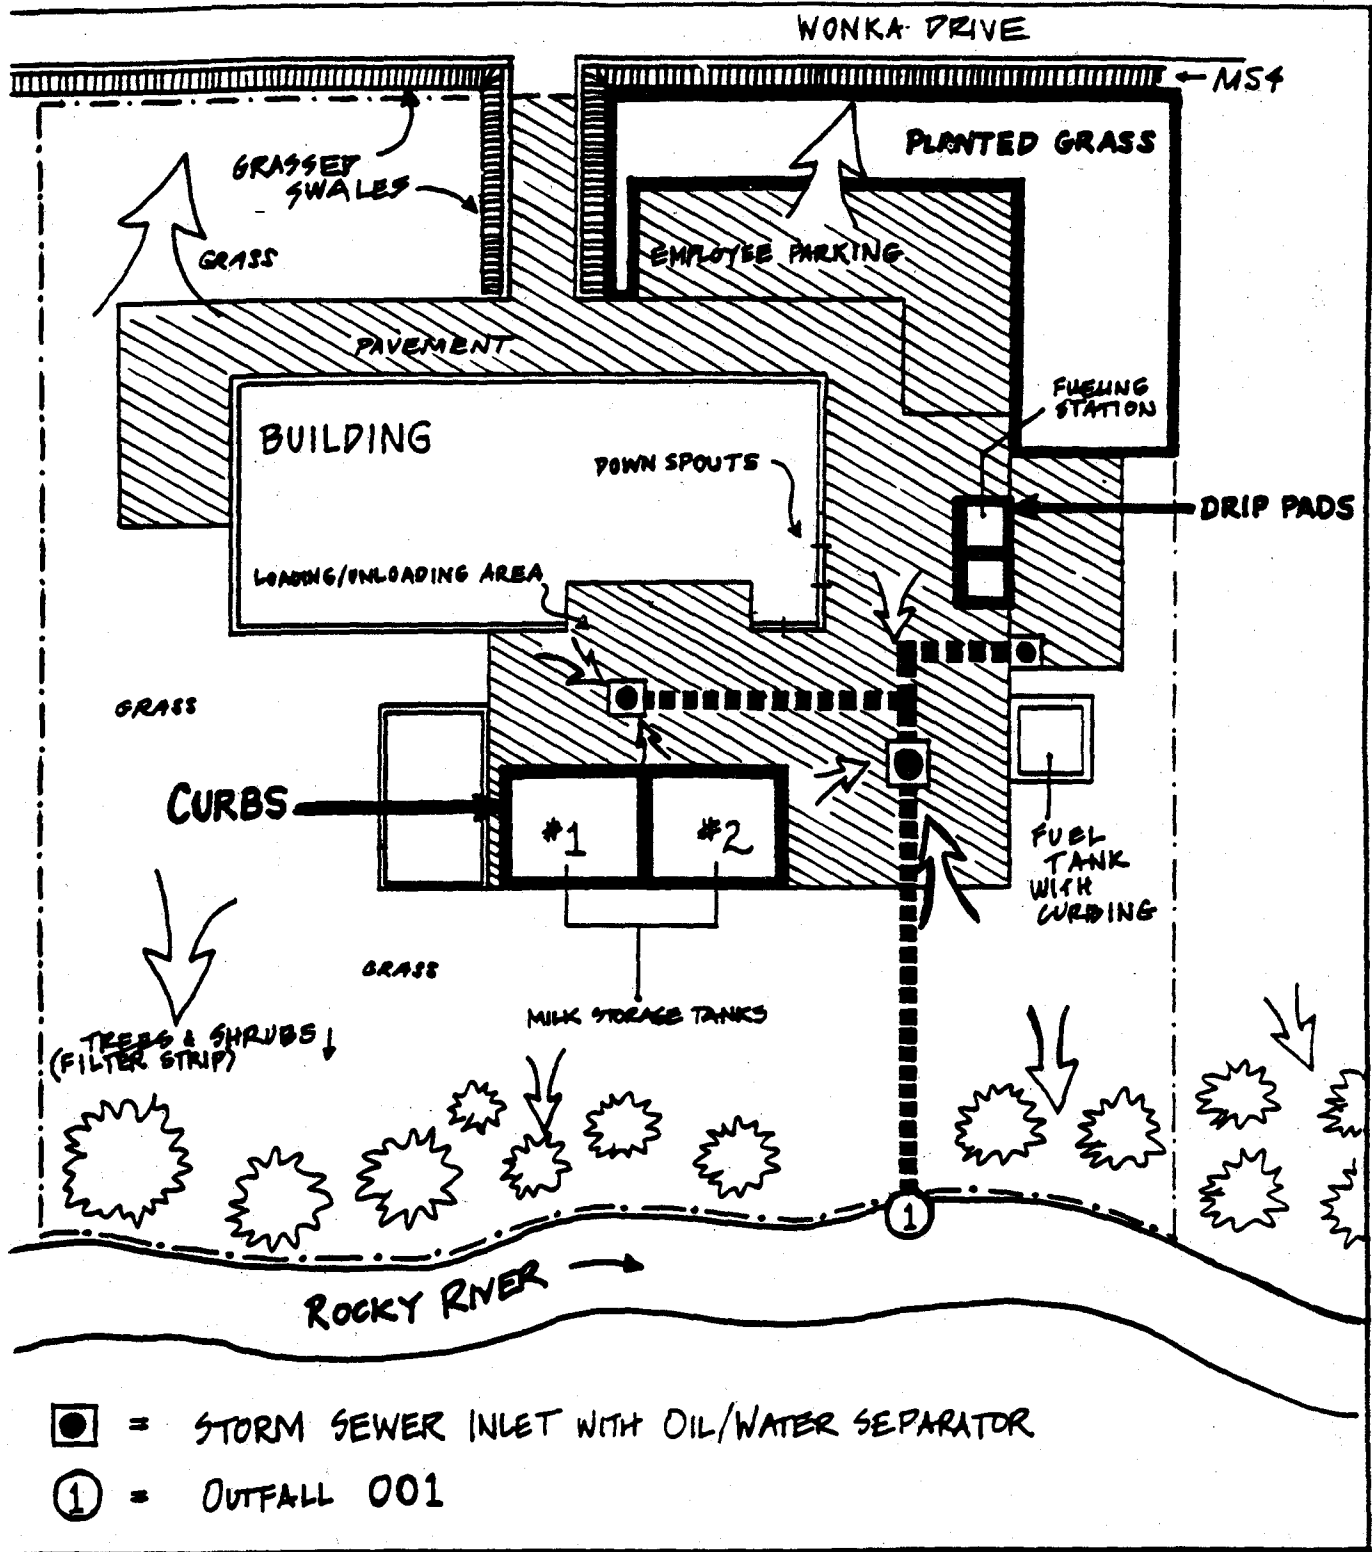 WONKA DRIVE
MS4
PLANTED GRASS
GRASSED
SWALES
GRASS
EMPLOYEE PARKING
PAVEMENT
FUELING
STATION
BUILDING
DOWN SPOUTS
DRIP PADS
LOADING/UNLOADING AREA
GRASS
CURBS
#1
#2
FUEL
TANK
WITH
CURBING
GRASS
MILK STORAGE TANKS
TREES & SHRUBS
(FILTER STRIP)
1
ROCKY RIVER
= STORM SEWER INLET WITH OIL/WATER SEPARATOR
1 = OUTFALL 001